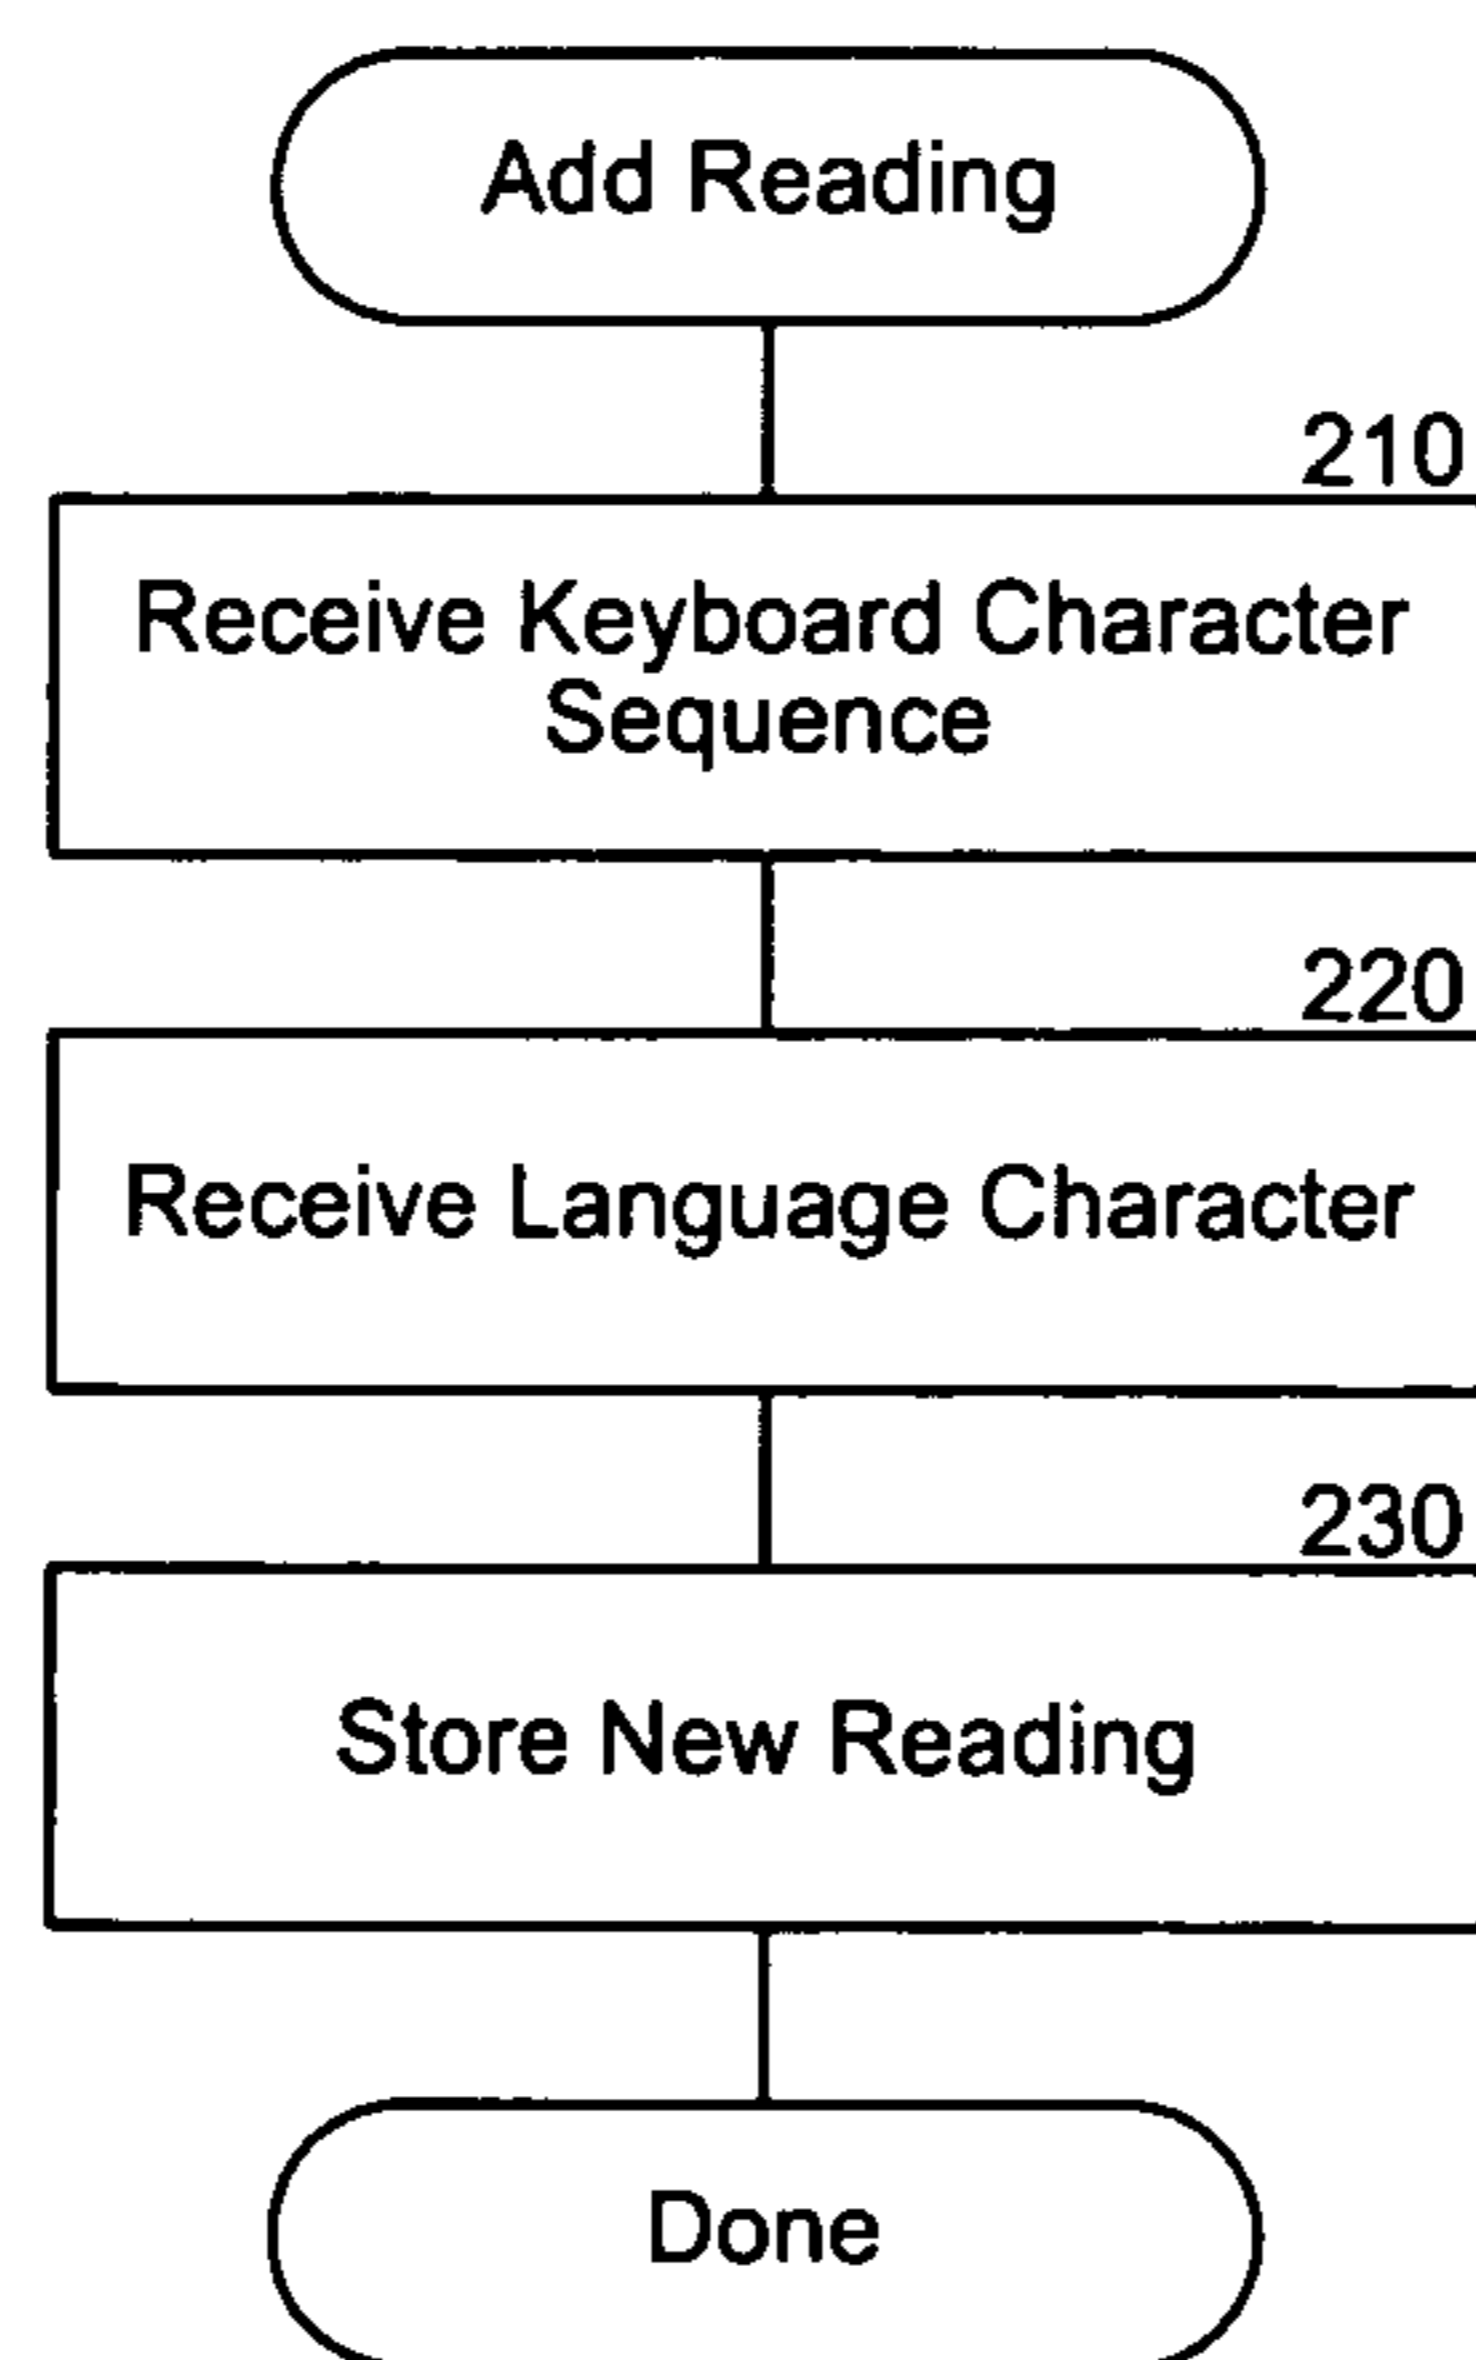 Add Reading
210
Receive Keyboard Character
Sequence
220
Receive Language Character
230
Store New Reading
Done